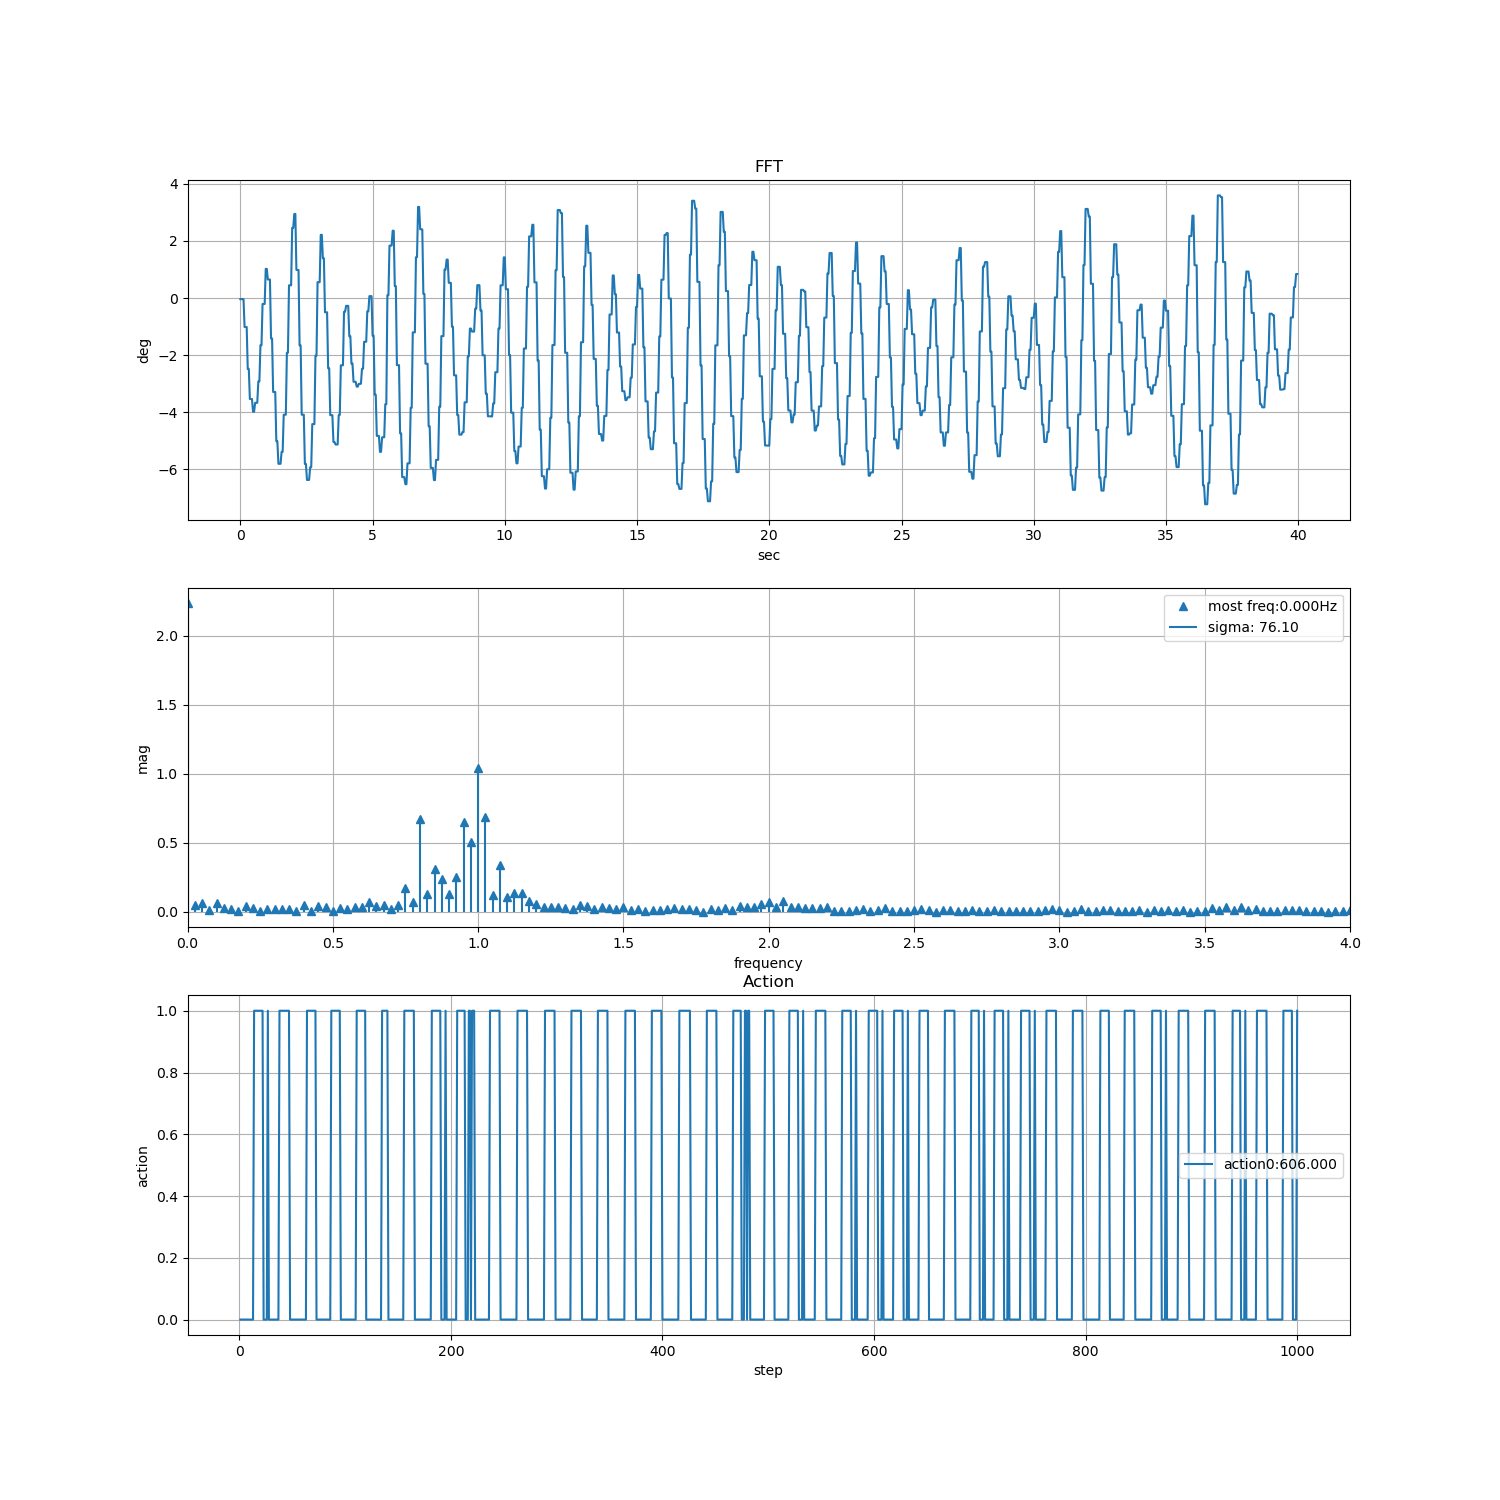 FFT
4
2
0
−2
−4
−6
deg
0 5 10 15 20 25 30 35 40
sec
most freq:0.000Hz
sigma: 76.10
2.0
1.5
1.0
0.5
0.0
mag
0.0 0.5 1.0 1.5 2.0 2.5 3.0 3.5 4.0
frequency
Action
1.0
0.8
0.6
0.4
0.2
0.0
action
action0:606.000
0 200 400 600 800 1000
step